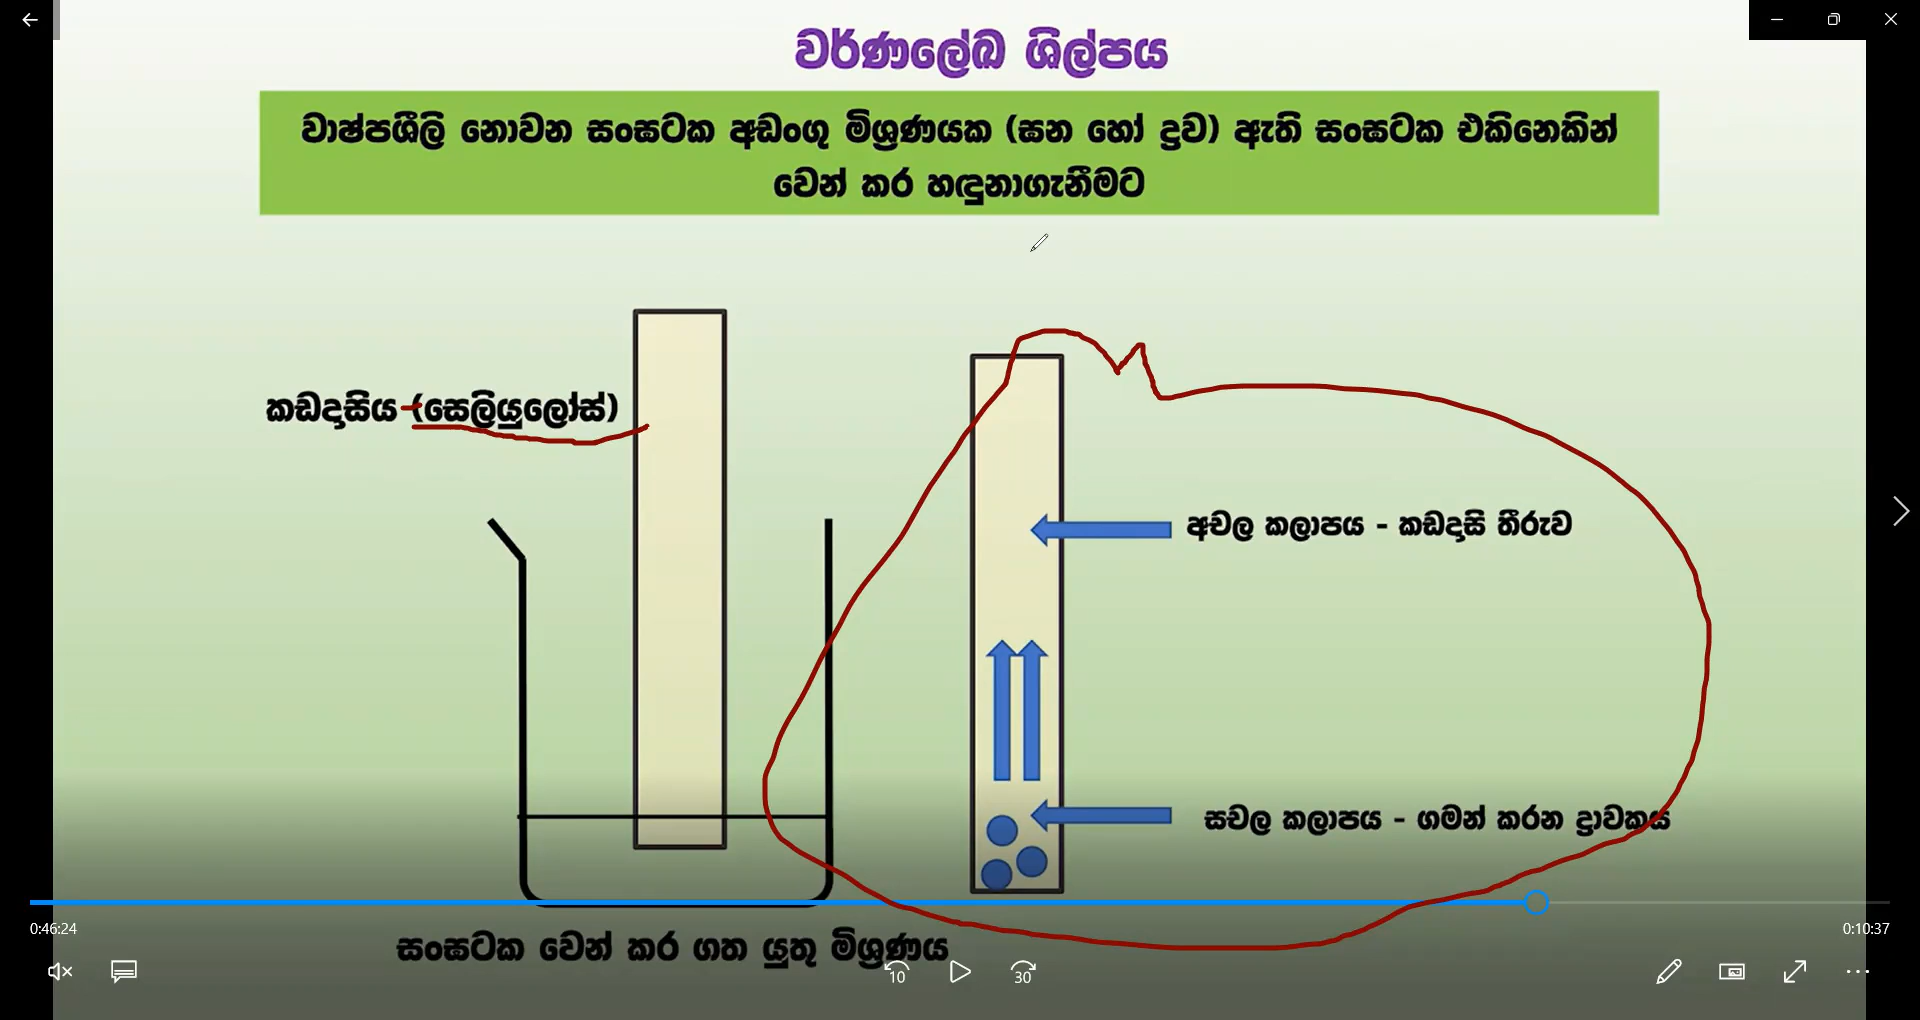 වර්ණලේඛ ශිල්පය
වාෂ්පශීලි නොවන සංඝටක අඩංගු මිශ්‍රණයක (ඝන හෝ ද්‍රව) ඇති සංඝටක එකිනෙකින්
වෙන් කර හඳුනාගැනීමට
කඩදාසිය (සෙලියුලෝස්)
අචල කලාපය - කඩදාසි තීරුව
සචල කලාපය - ගමන් කරන ද්‍රාවකය
0:46:24
0:10:37
සංඝටක වෙන් කර ගත යුතු මිශ්‍රණය
10
30